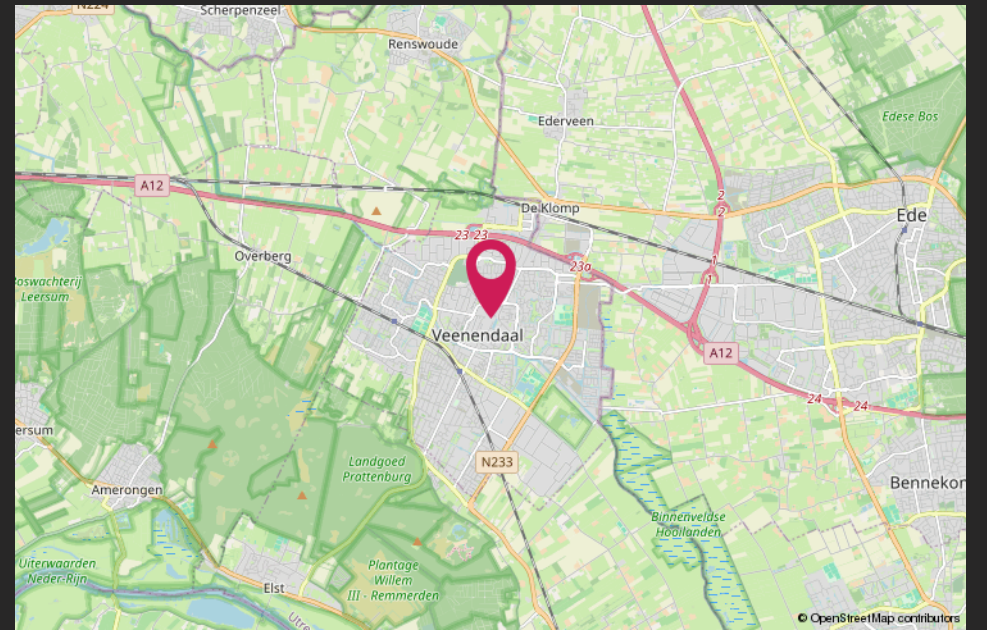 N224
Scherpenzeel
Renswoude
Ederveen
Edese Bos
A12
2
2
De Klomp
Ede
23 23
Overberg
1
23a
1
Boswachterij
Leersum
Veenendaal
A12
24
24
ersum
Landgoed
Prattenburg
N233
Amerongen
Bennekom
Binnenveldse
Hooilanden
Uiterwaarden
Neder-Rijn
Plantage
Willem
III - Remmerden
Elst
Utre
© OpenStreetMap contributors